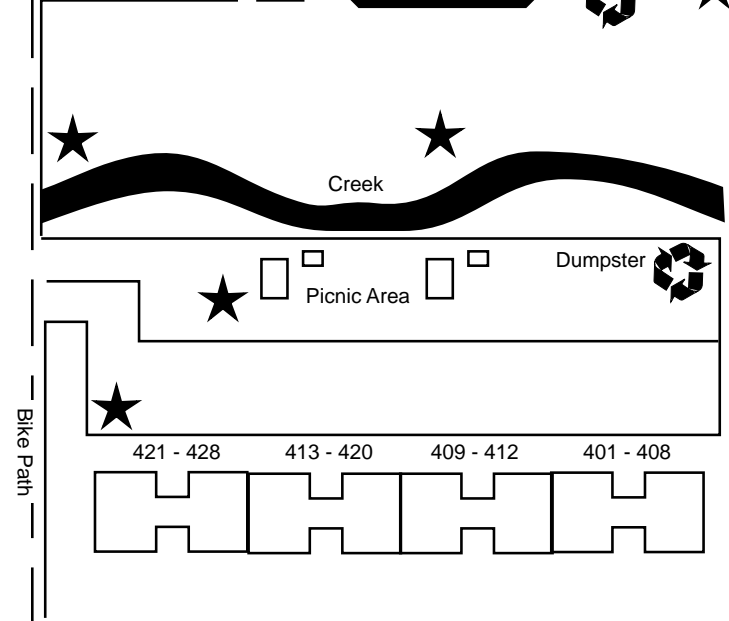 Creek
Dumpster
Picnic Area
Bike Path
421 - 428
413 - 420
409 - 412
401 - 408